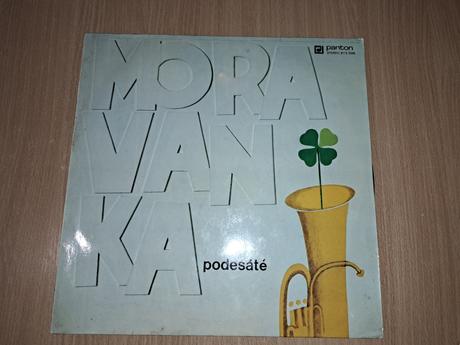 MORA
VAN
KA
podesáté
panton